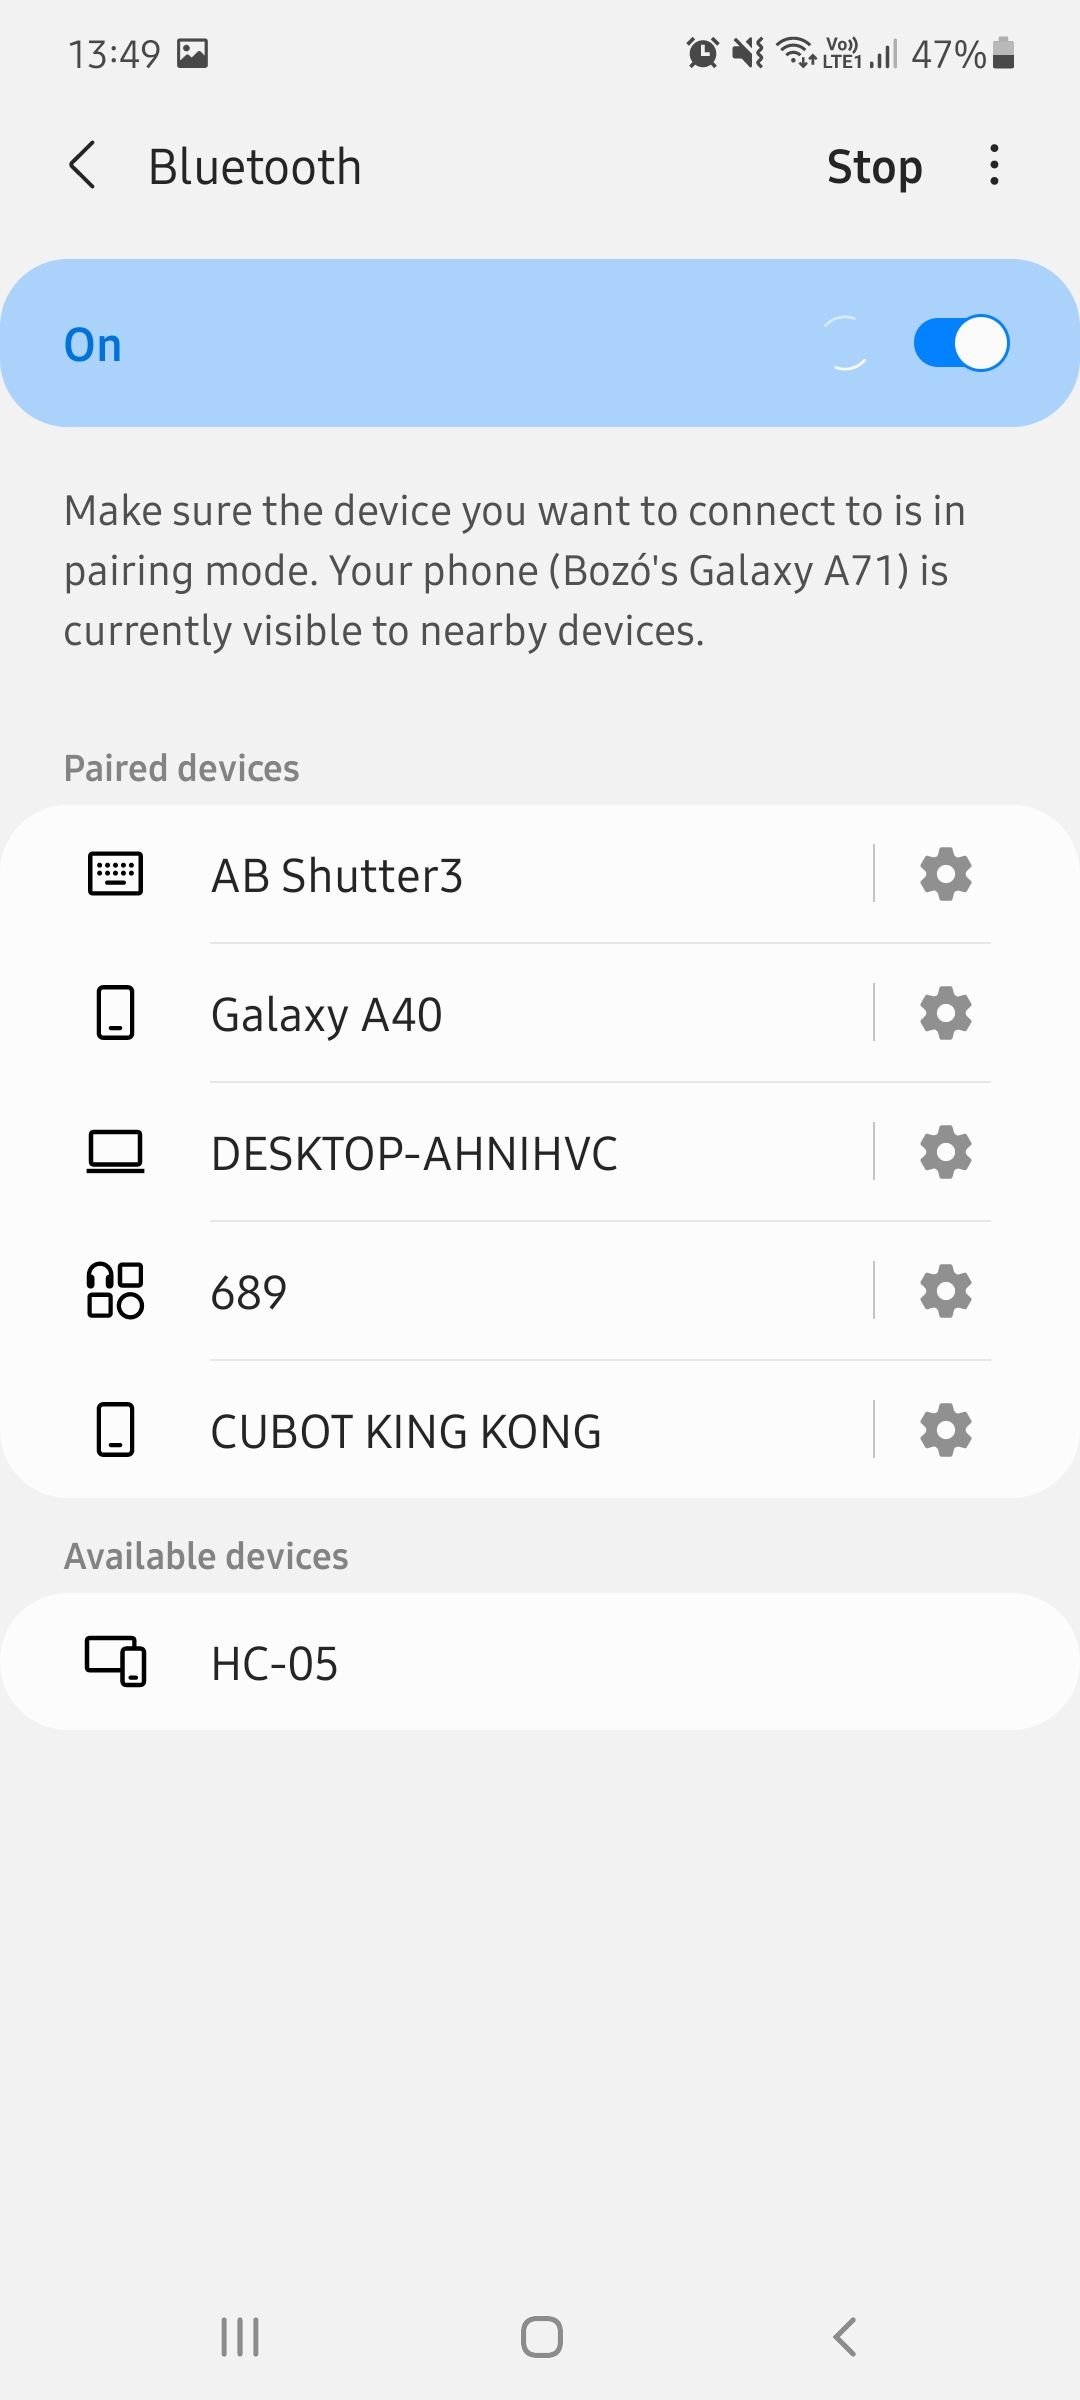 13:49
Vo)) LTE1 47%
Bluetooth Stop
On
Make sure the device you want to connect to is in
pairing mode. Your phone (Bozó's Galaxy A71) is
currently visible to nearby devices.
Paired devices
AB Shutter3
Galaxy A40
DESKTOP-AHNIHVC
689
CUBOT KING KONG
Available devices
HC-05